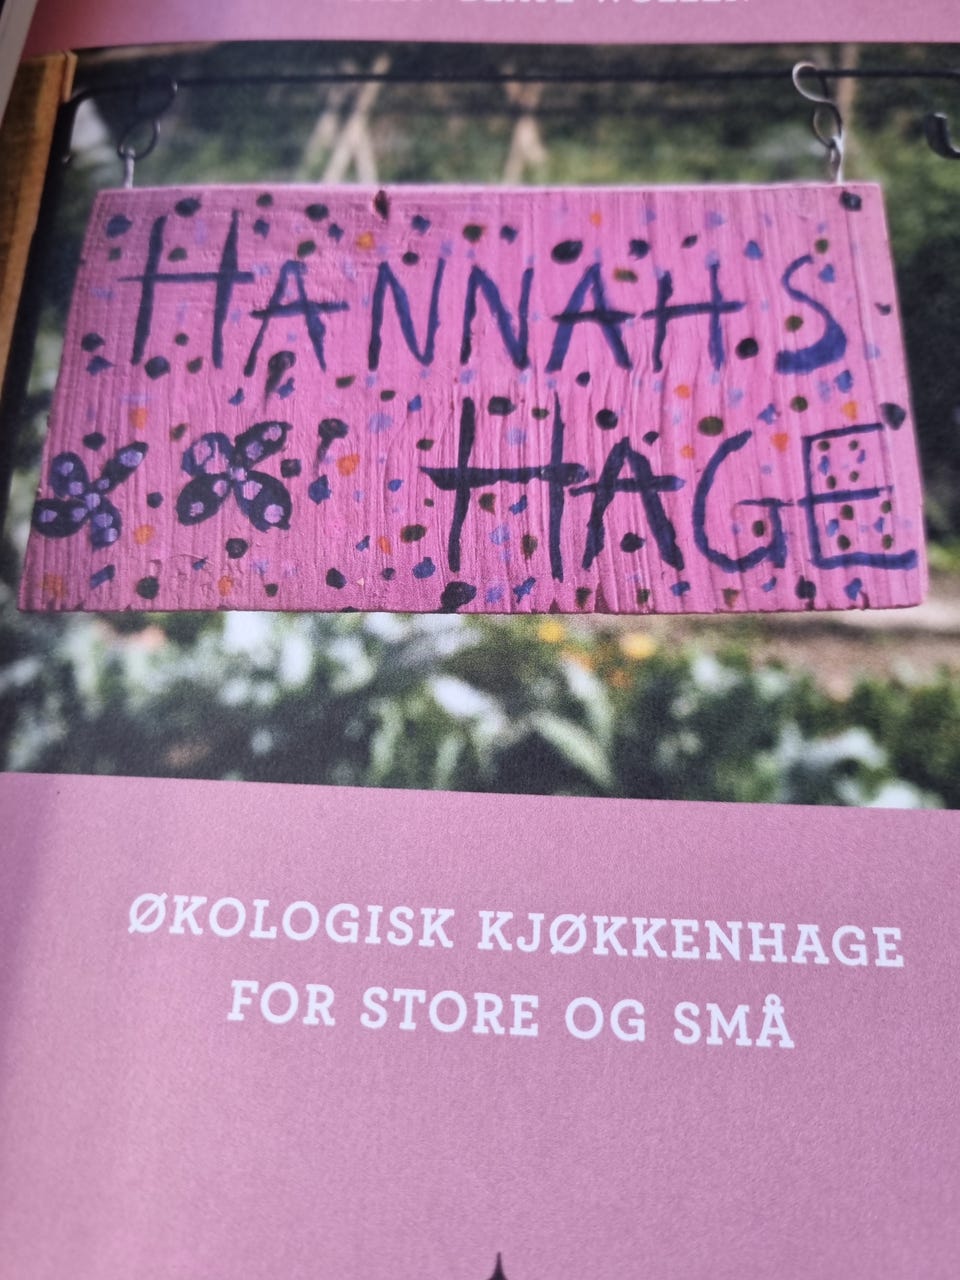 HANNAHS
HAGE
ØKOLOGISK KJØKKENHAGE
FOR STORE OG SMÅ